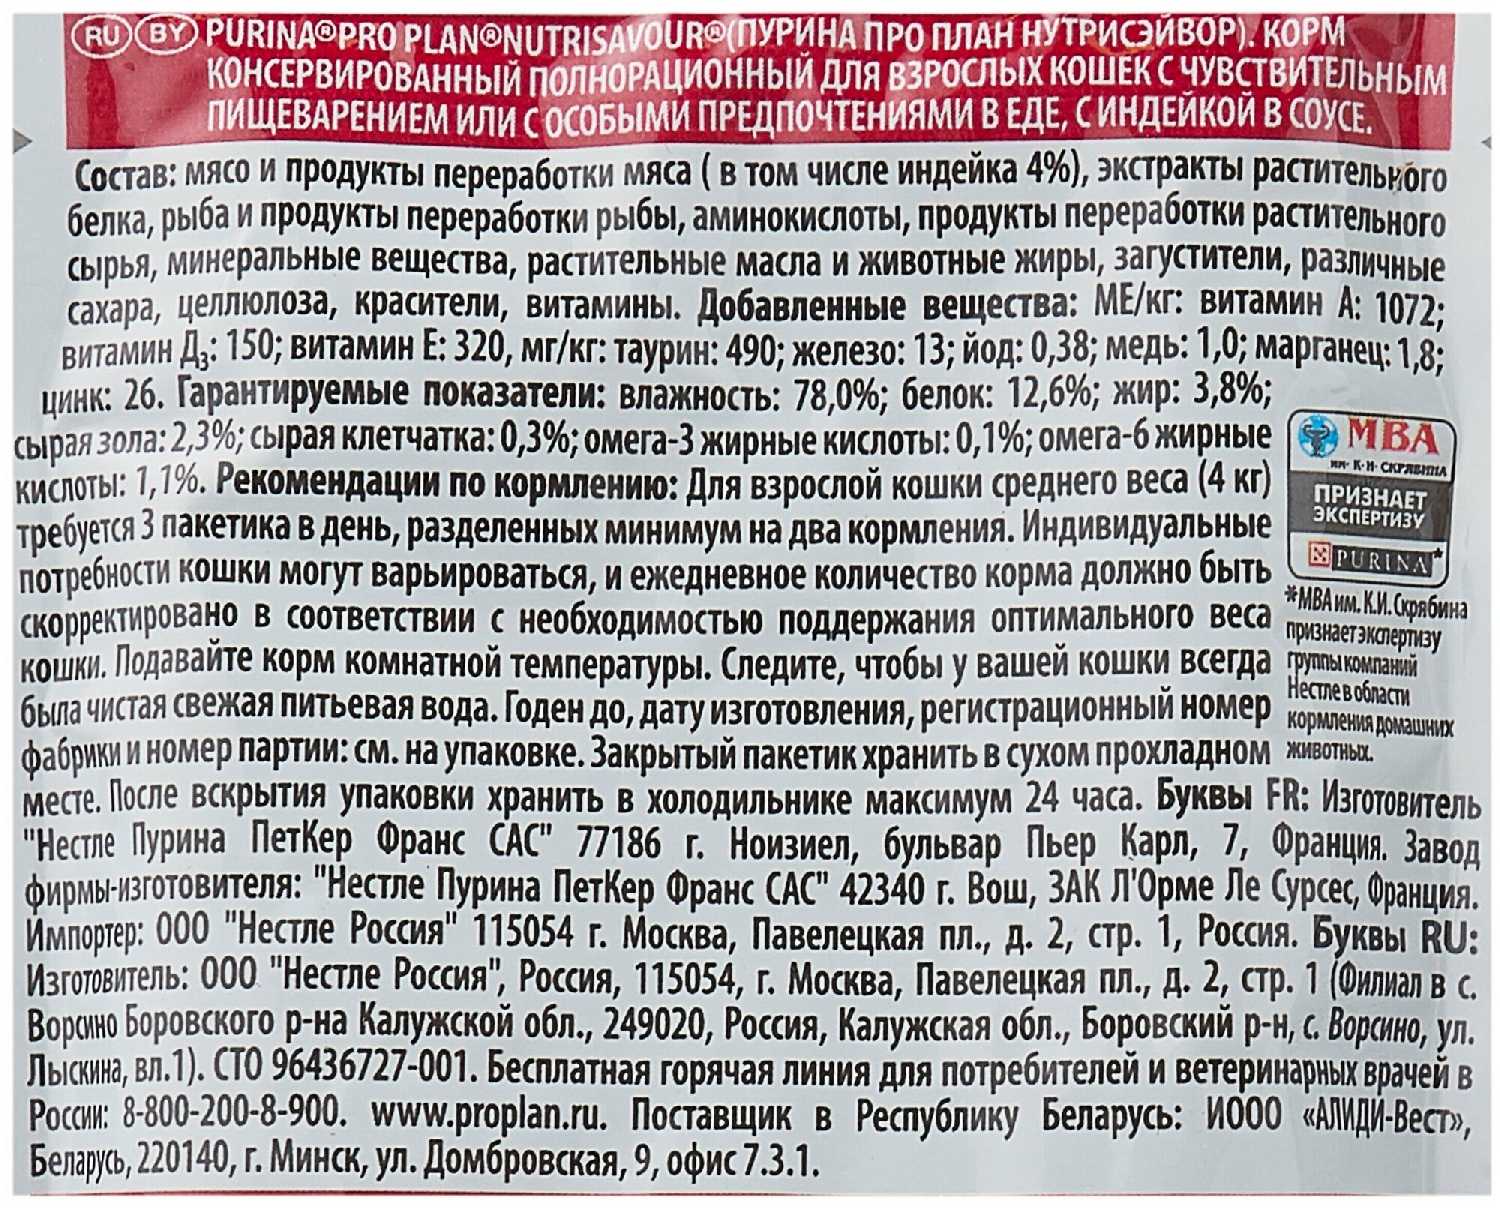 RU BY PURINA®PRO PLAN®NUTRISAVOUR®(ПУРИНА ПРО ПЛАН НУТРИСЭЙВОР). КОРМ
КОНСЕРВИРОВАННЫЙ ПОЛНОРАЦИОННЫЙ ДЛЯ ВЗРОСЛЫХ КОШЕК С ЧУВСТВИТЕЛЬНЫМ
ПИЩЕВАРЕНИЕМ ИЛИ С ОСОБЫМИ ПРЕДПОЧТЕНИЯМИ В ЕДЕ, С ИНДЕЙКОЙ В СОУСЕ.
Состав: мясо и продукты переработки мяса ( в том числе индейка 4%), экстракты растительного
белка, рыба и продукты переработки рыбы, аминокислоты, продукты переработки растительного
сырья, минеральные вещества, растительные масла и животные жиры, загустители, различные
сахара, целлюлоза, красители, витамины. Добавленные вещества: МЕ/кг: витамин А: 1072;
витамин Д3: 150; витамин Е: 320, мг/кг: таурин: 490; железо: 13; йод: 0,38; медь: 1,0; марганец: 1,8;
цинк: 26. Гарантируемые показатели: влажность: 78,0%; белок: 12,6%; жир: 3,8%;
сырая зола: 2,3%; сырая клетчатка: 0,3%; омега-3 жирные кислоты: 0,1%; омега-6 жирные
кислоты: 1,1%. Рекомендации по кормлению: Для взрослой кошки среднего веса (4 кг)
требуется 3 пакетика в день, разделенных минимум на два кормления. Индивидуальные
потребности кошки могут варьироваться, и ежедневное количество корма должно быть
скорректировано в соответствии с необходимостью поддержания оптимального веса
кошки. Подавайте корм комнатной температуры. Следите, чтобы у вашей кошки всегда
была чистая свежая питьевая вода. Годен до, дату изготовления, регистрационный номер
фабрики и номер партии: см. на упаковке. Закрытый пакетик хранить в сухом прохладном
месте. После вскрытия упаковки хранить в холодильнике максимум 24 часа. Буквы FR: Изготовитель
"Нестле Пурина ПетКер Франс САС" 77186 г. Ноизиел, бульвар Пьер Карл, 7, Франция. Завод
фирмы-изготовителя: "Нестле Пурина ПетКер Франс САС" 42340 г. Вош, ЗАК Л'Орме Ле Сурсес, Франция.
Импортер: ООО "Нестле Россия" 115054 г. Москва, Павелецкая пл., д. 2, стр. 1, Россия. Буквы RU:
Изготовитель: ООО "Нестле Россия", Россия, 115054, г. Москва, Павелецкая пл., д. 2, стр. 1 (Филиал в с.
Ворсино Боровского р-на Калужской обл., 249020, Россия, Калужская обл., Боровский р-н, с. Ворсино, ул.
Лыскина, вл.1). СТО 96436727-001. Бесплатная горячая линия для потребителей и ветеринарных врачей в
России: 8-800-200-8-900. www.proplan.ru. Поставщик в Республику Беларусь: ИООО «АЛИДИ-Вест»,
Беларусь, 220140, г. Минск, ул. Домбровская, 9, офис 7.3.1.
МВА
им· К·И· СКРЯБИНА
ПРИЗНАЕТ
ЭКСПЕРТИЗУ
PURINA*
*МВА им. К.И. Скрябина
признает экспертизу
группы компаний
Нестле в области
кормления домашних
животных.